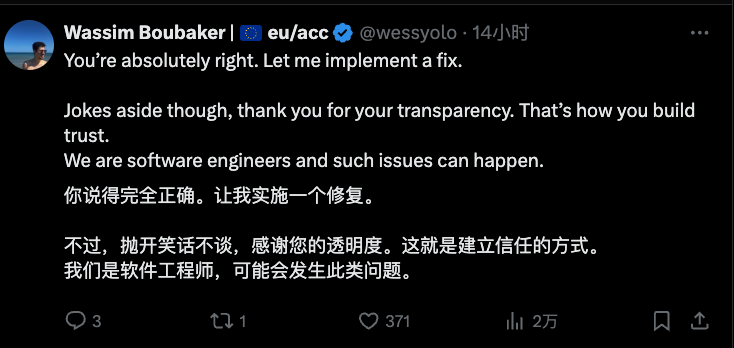 Wassim Boubaker | 🇪🇺 eu/acc @wessyolo · 14小时
You’re absolutely right. Let me implement a fix.
Jokes aside though, thank you for your transparency. That’s how you build
trust.
We are software engineers and such issues can happen.
你说得完全正确。让我实施一个修复。
不过，抛开笑话不谈，感谢您的透明度。这就是建立信任的方式。
我们是软件工程师，可能会发生此类问题。
3 1 371 2万